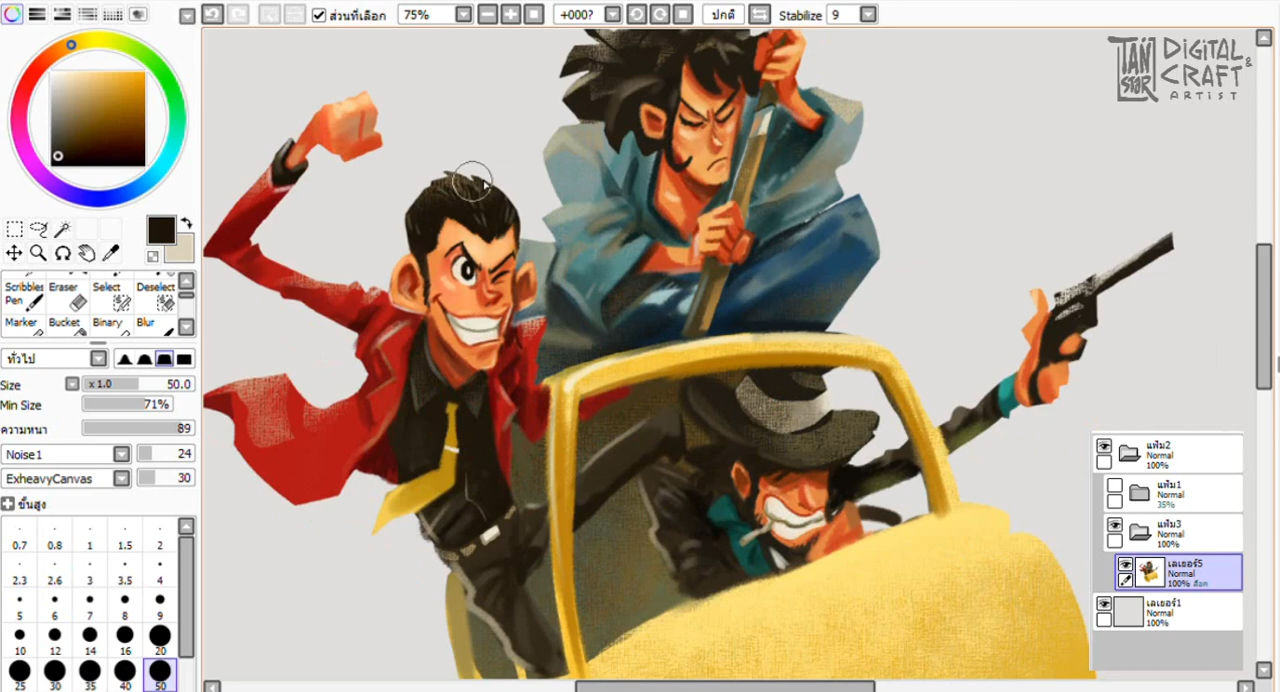 ส่วนที่เลือก
75%
+000?
ปกติ
Stabilize
9
TAN STAR
DIGITAL &
CRAFT
ARTIST
Scribbles Pen
Eraser
Select
Deselect
Marker
Bucket
Binary
Blur
ทั่วไป
Size
x 1.0
50.0
Min Size
71%
ความหนา
89
Noise1
24
ExheavyCanvas
30
ขั้นสูง
0.7 0.8 1 1.5 2
2.3 2.6 3 3.5 4
5 6 7 8 9
10 12 14 16 20
25 30 35 40 50
แฟ้ม2
Normal
100%
แฟ้ม1
Normal
35%
แฟ้ม3
Normal
100%
เลเยอร์5
Normal
100% ล็อก
เลเยอร์1
Normal
100%